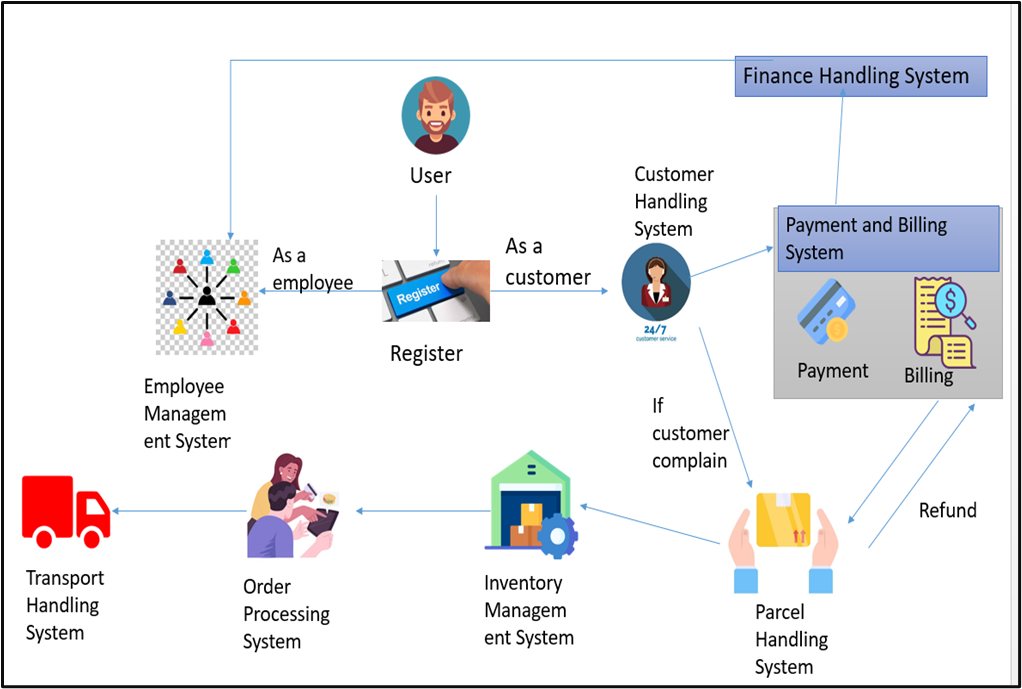 Finance Handling System
User
Customer
Handling
System
Payment and Billing
System
As a
employee
Register
As a
customer
24/7
customer service
Register
Payment
Billing
Employee
Managem
ent System
If
customer
complain
Refund
Transport
Handling
System
Order
Processing
System
Inventory
Managem
ent System
Parcel
Handling
System